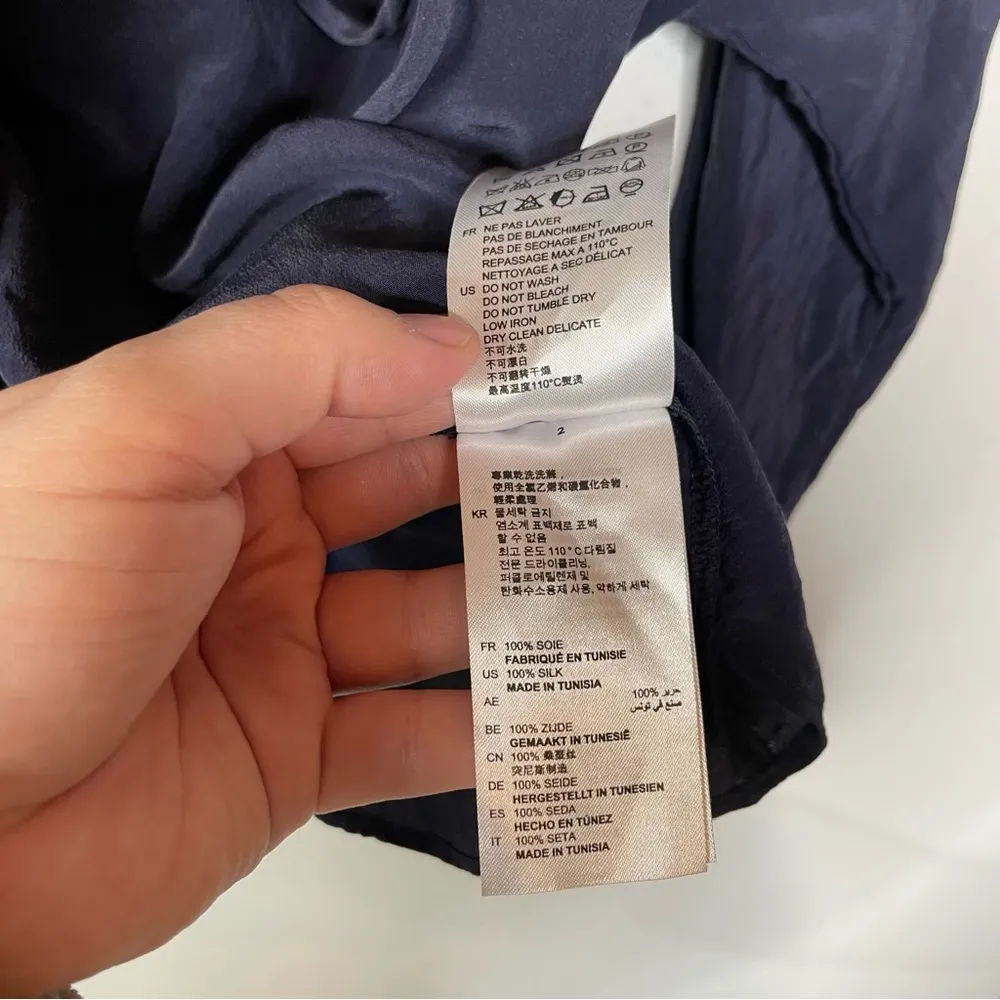 FR NE PAS LAVER
PAS DE BLANCHIMENT
PAS DE SECHAGE EN TAMBOUR
REPASSAGE MAX A 110°C
NETTOYAGE A SEC DÉLICAT
US DO NOT WASH
DO NOT BLEACH
DO NOT TUMBLE DRY
LOW IRON
DRY CLEAN DELICATE
不可水洗
不可漂白
不可翻转干燥
最高温度110°C熨烫
2
專業乾洗洗滌,
使用全氯乙烯和碳氫化合物,
輕柔處理
KR 물세탁 금지
염소계 표백제로 표백
할 수 없음
최고 온도 110°C 다림질
전문 드라이클리닝,
퍼클로에틸렌제 및
탄화수소용제 사용, 약하게 세탁
FR 100% SOIE
FABRIQUÉ EN TUNISIE
US 100% SILK
MADE IN TUNISIA
AE 100% حرير
صنع في تونس
BE 100% ZIJDE
GEMAAKT IN TUNESIË
CN 100% 桑蚕丝
突尼斯制造
DE 100% SEIDE
HERGESTELLT IN TUNESIEN
ES 100% SEDA
HECHO EN TÚNEZ
IT 100% SETA
MADE IN TUNISIA